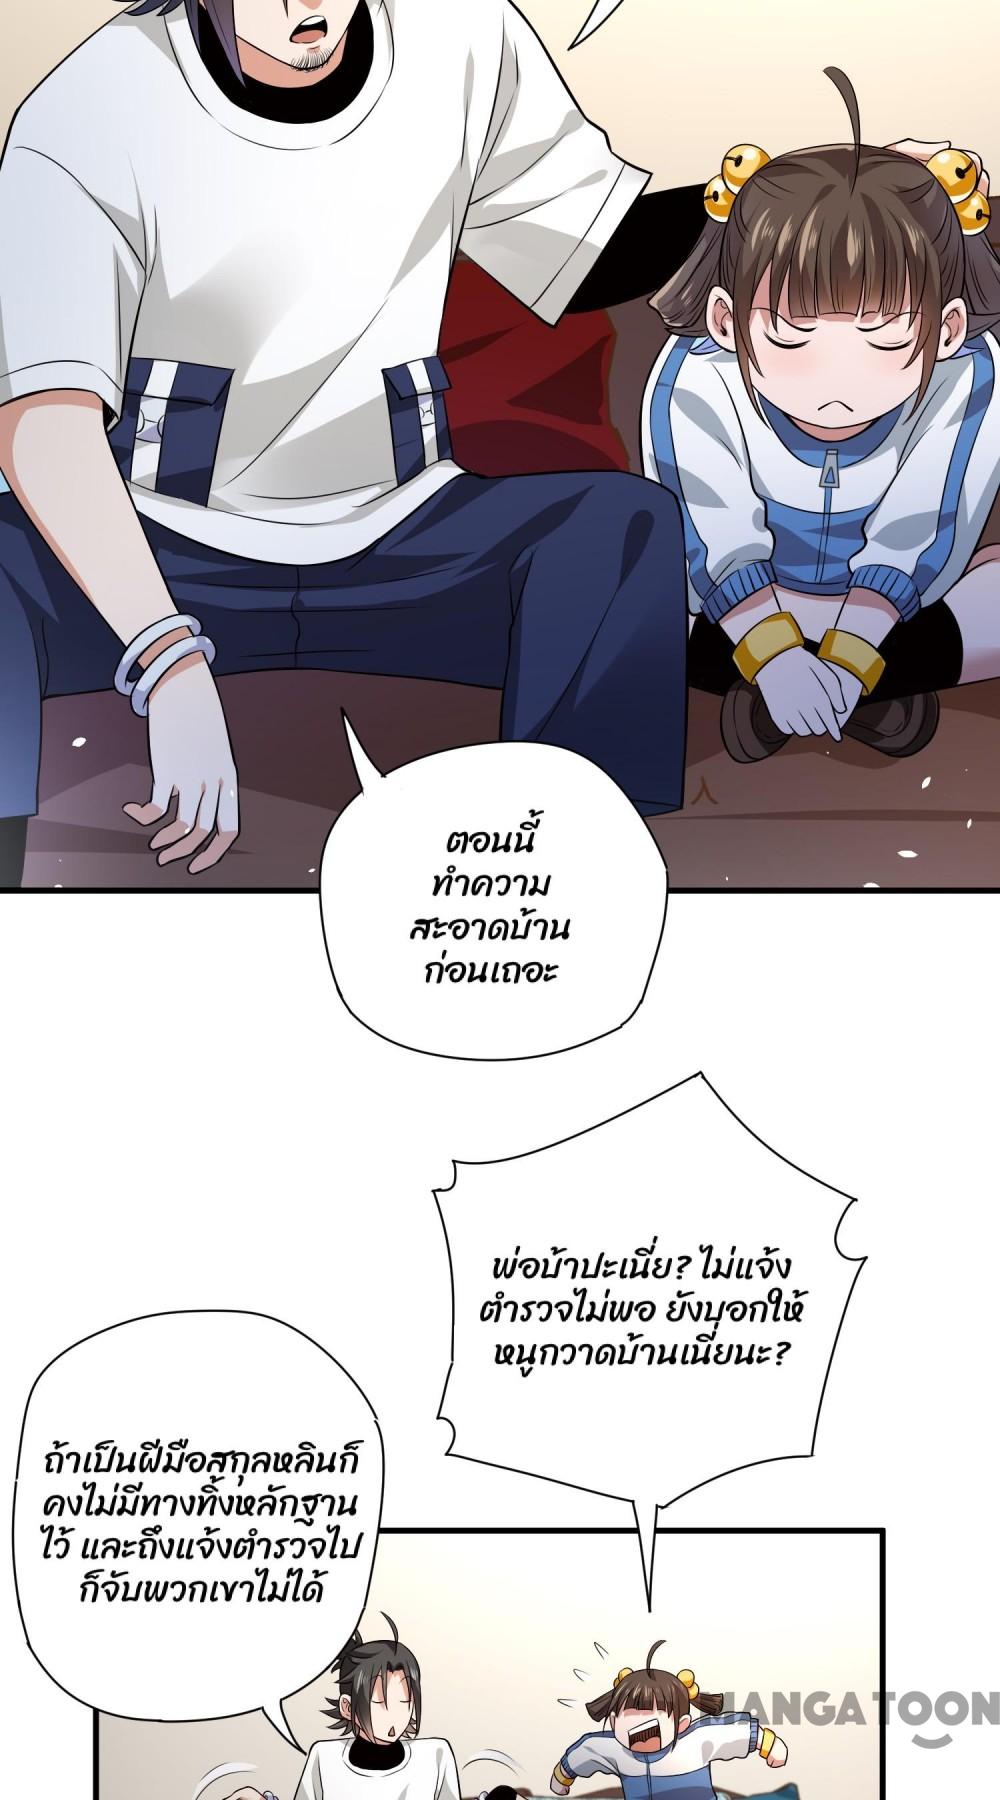 ตอนนี้
ทำความ
สะอาดบ้าน
ก่อนเถอะ
พ่อบ้าปะเนี่ย? ไม่แจ้ง
ตำรวจไม่พอ ยังบอกให้
หนูกวาดบ้านเนี่ยนะ?
ถ้าเป็นฝีมือสกุลหลินก็
คงไม่มีทางทิ้งหลักฐาน
ไว้ และถึงแจ้งตำรวจไป
ก็จับพวกเขาไม่ได้
MANGATOON